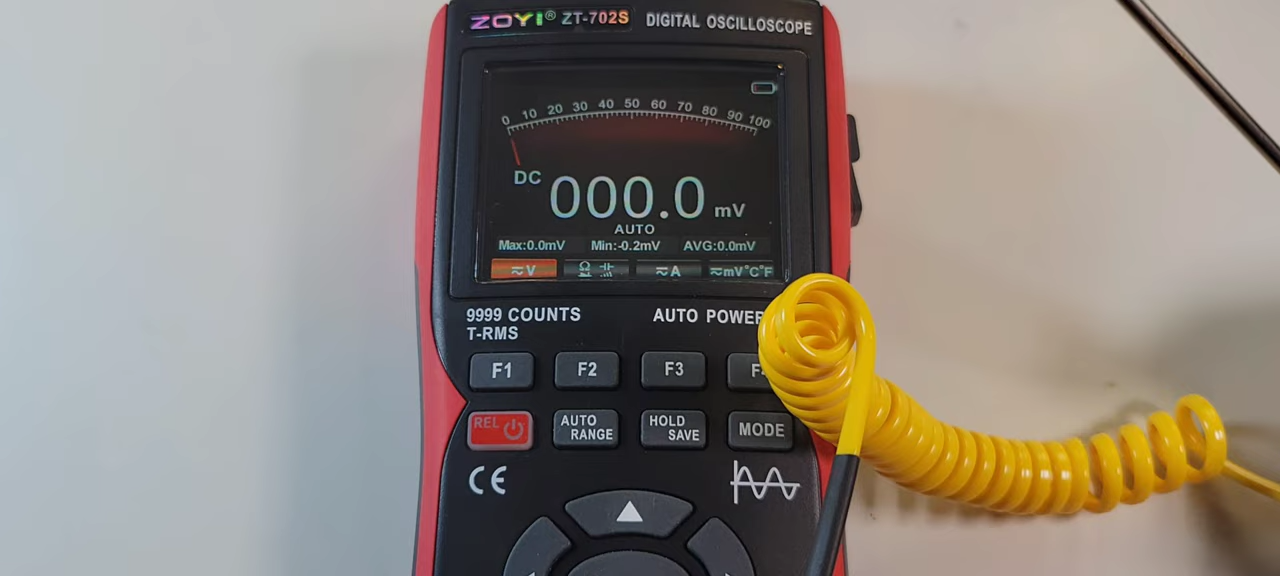 ZOYI® ZT-702S DIGITAL OSCILLOSCOPE
0 10 20 30 40 50 60 70 80 90 100
DC 000.0 mV
AUTO
Max:0.0mV Min:-0.2mV AVG:0.0mV
≂V Ω ≂A ≂mV°C°F
9999 COUNTS AUTO POWER
T-RMS
F1 F2 F3 F
REL AUTO RANGE HOLD SAVE MODE
CE